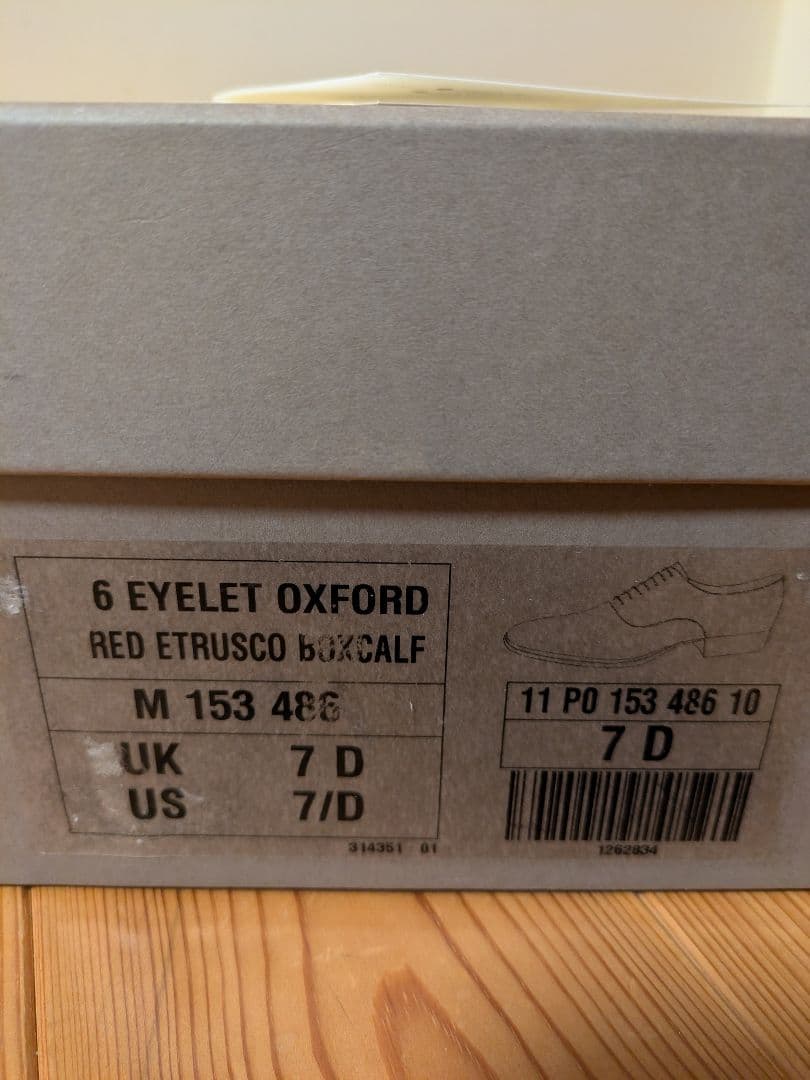 6 EYELET OXFORD
RED ETRUSCO BOXCALF
M 153 486
UK 7 D
US 7/D
314351 01
11 PO 153 486 10
7 D
1262834